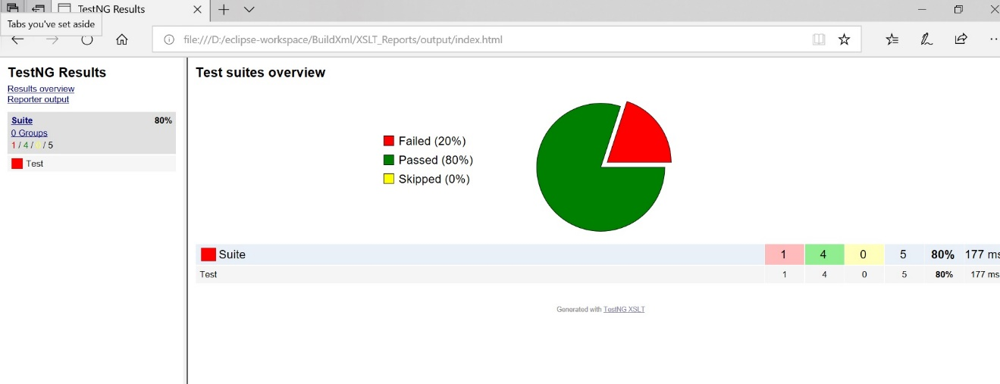 TestNG Results
Tabs you've set aside
file:///D:/eclipse-workspace/BuildXml/XSLT_Reports/output/index.html
TestNG Results
Results overview
Reporter output
Suite 80%
0 Groups
1 / 4 / 0 / 5
Test
Test suites overview
Failed (20%)
Passed (80%)
Skipped (0%)
Suite 1 4 0 5 80% 177 ms
Test 1 4 0 5 80% 177 ms
Generated with TestNG XSLT